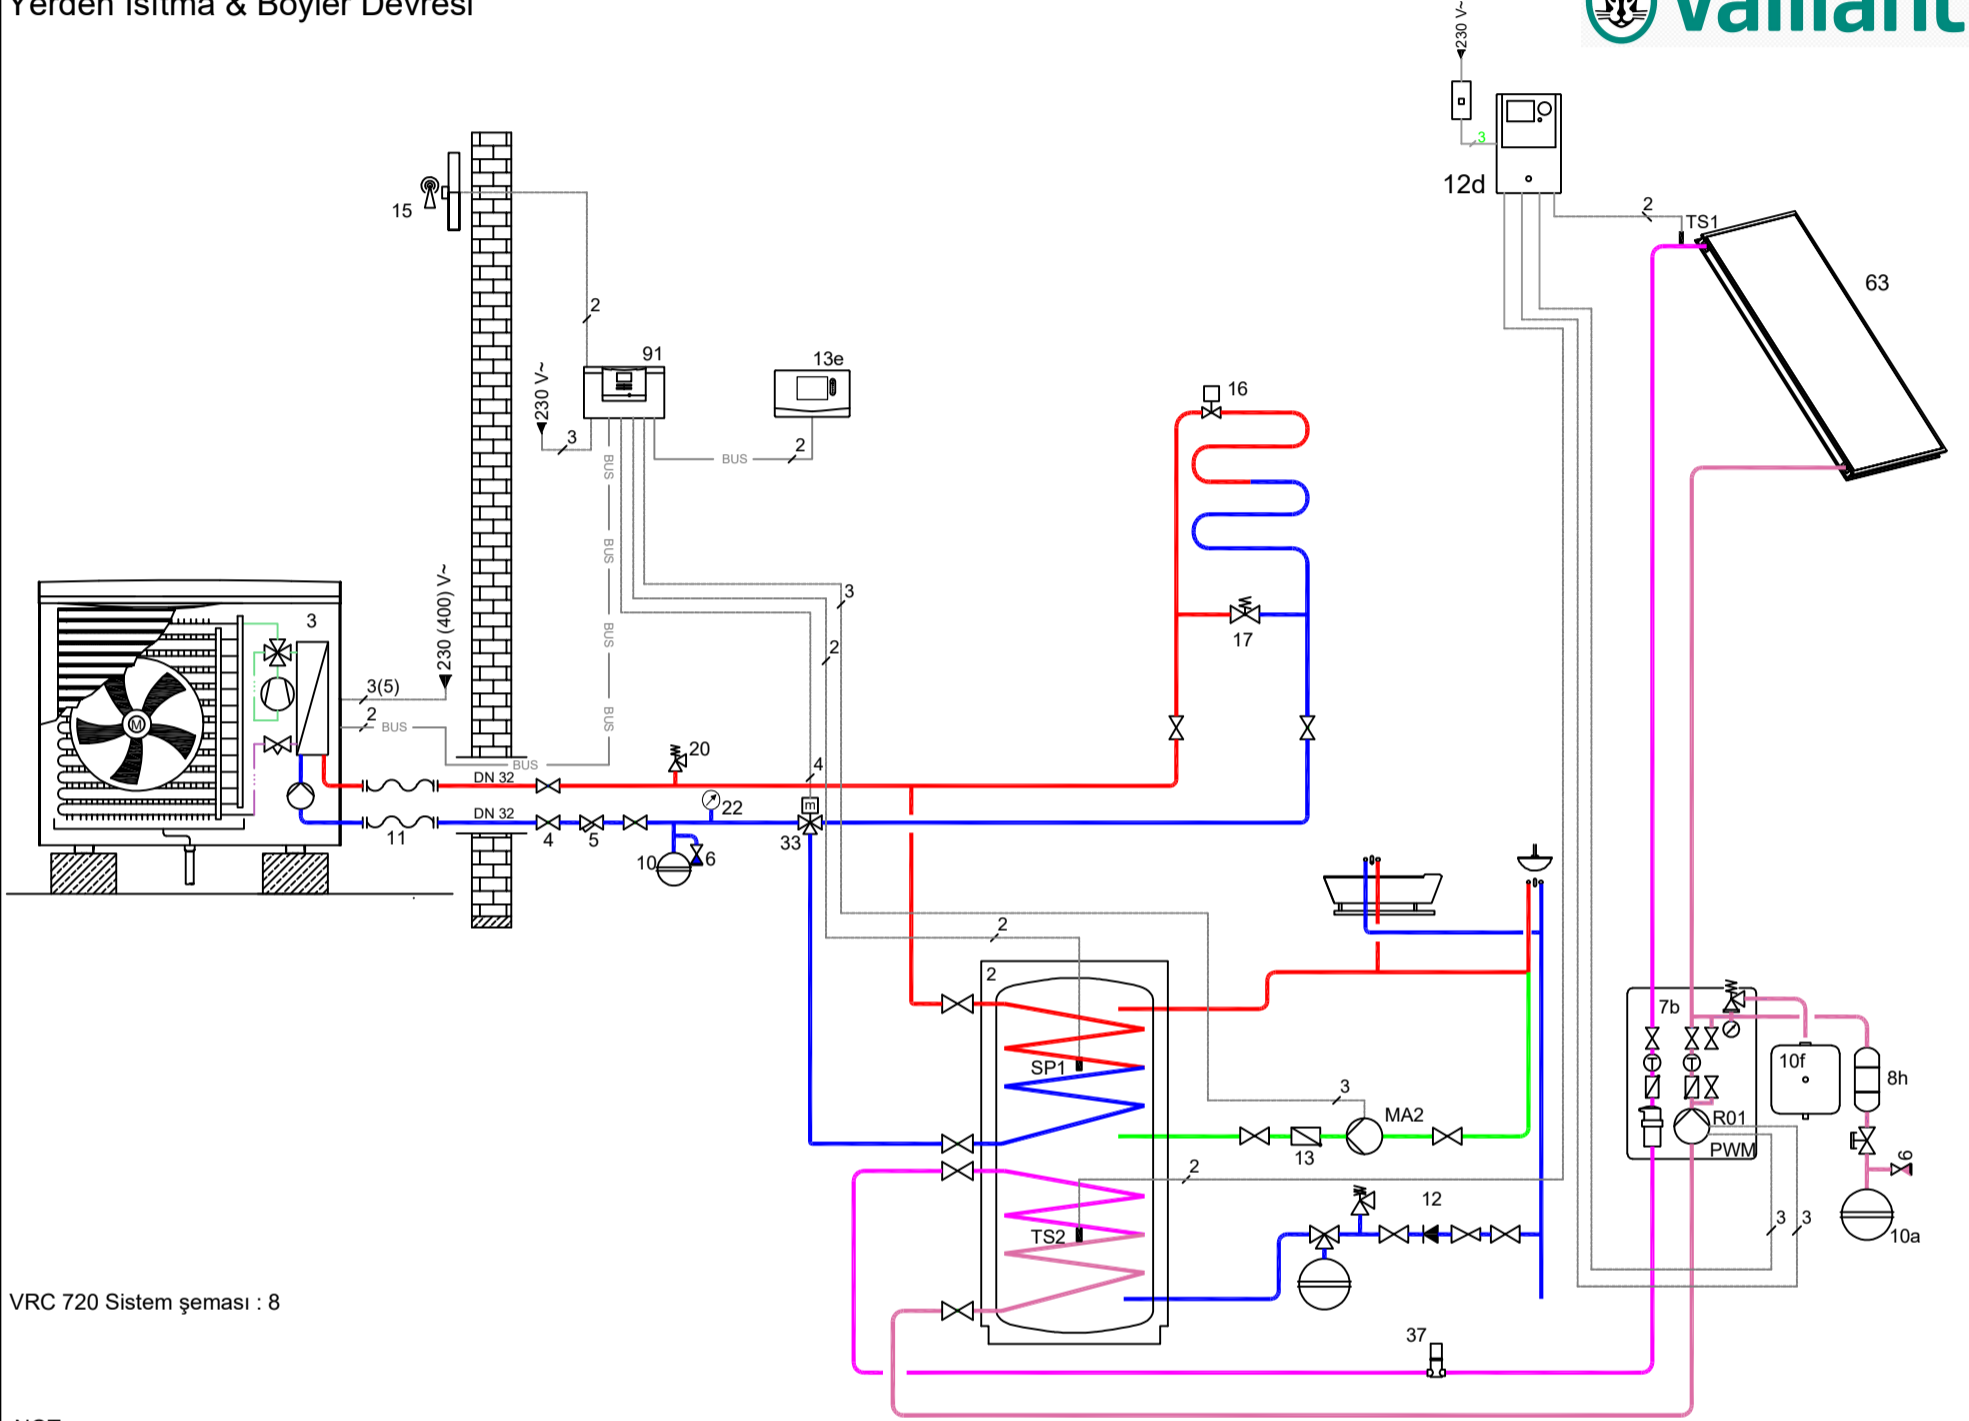 Yerden Isıtma & Boyler Devresi
Vaillant
230 V~
3
12d
15
2
TS1
2
63
91
13e
230 V~
3
BUS
BUS
2
16
BUS
3
3
17
2
230 (400) V~
3(5)
2
BUS
BUS
BUS
BUS
20
DN 32
4
DN 32
22
m
11
4
5
10
6
33
M
2
2
7b
SP1
10f
8h
3
MA2
R01
PWM
13
6
2
12
TS2
3
3
10a
VRC 720 Sistem şeması : 8
37